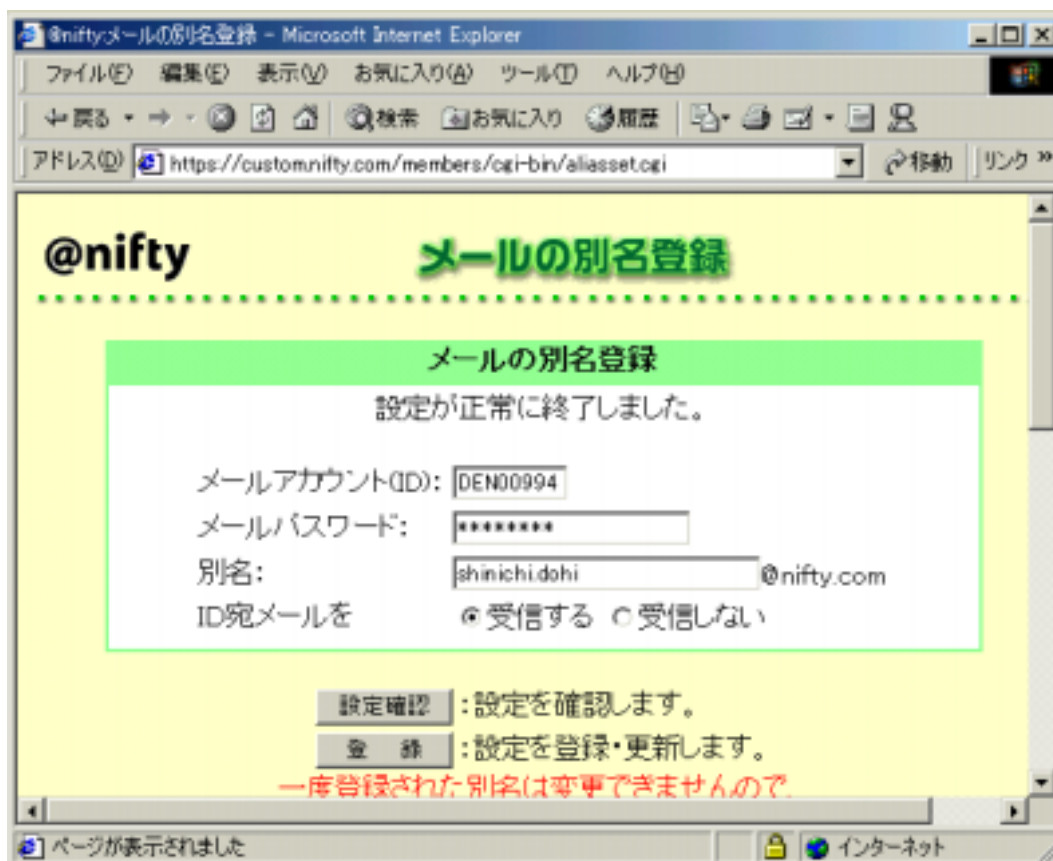 @nifty:メールの別名登録 - Microsoft Internet Explorer
ファイル(F) 編集(E) 表示(V) お気に入り(A) ツール(T) ヘルプ(H)
戻る 検索 お気に入り 履歴
アドレス(D) https://custom.nifty.com/members/cgi-bin/aliasset.cgi 移動 リンク »
@nifty メールの別名登録
メールの別名登録
設定が正常に終了しました。
メールアカウント(ID): DEN00994
メールパスワード: ********
別名: shinichi.dohi @nifty.com
ID宛メールを 受信する 受信しない
設定確認 :設定を確認します。
登 録 :設定を登録・更新します。
一度登録された別名は変更できませんので、
ページが表示されました インターネット